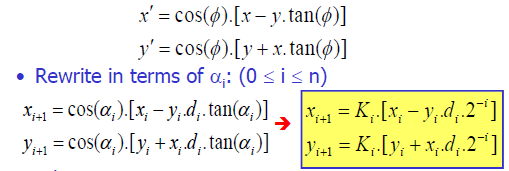 x′ = cos(ϕ).[x − y.tan(ϕ)]
y′ = cos(ϕ).[y + x.tan(ϕ)]
• Rewrite in terms of αᵢ: (0 ≤ i ≤ n)
xᵢ₊₁ = cos(αᵢ).[xᵢ − yᵢ.dᵢ.tan(αᵢ)] ➔ xᵢ₊₁ = Kᵢ.[xᵢ − yᵢ.dᵢ.2⁻ⁱ]
yᵢ₊₁ = cos(αᵢ).[yᵢ + xᵢ.dᵢ.tan(αᵢ)] yᵢ₊₁ = Kᵢ.[yᵢ + xᵢ.dᵢ.2⁻ⁱ]